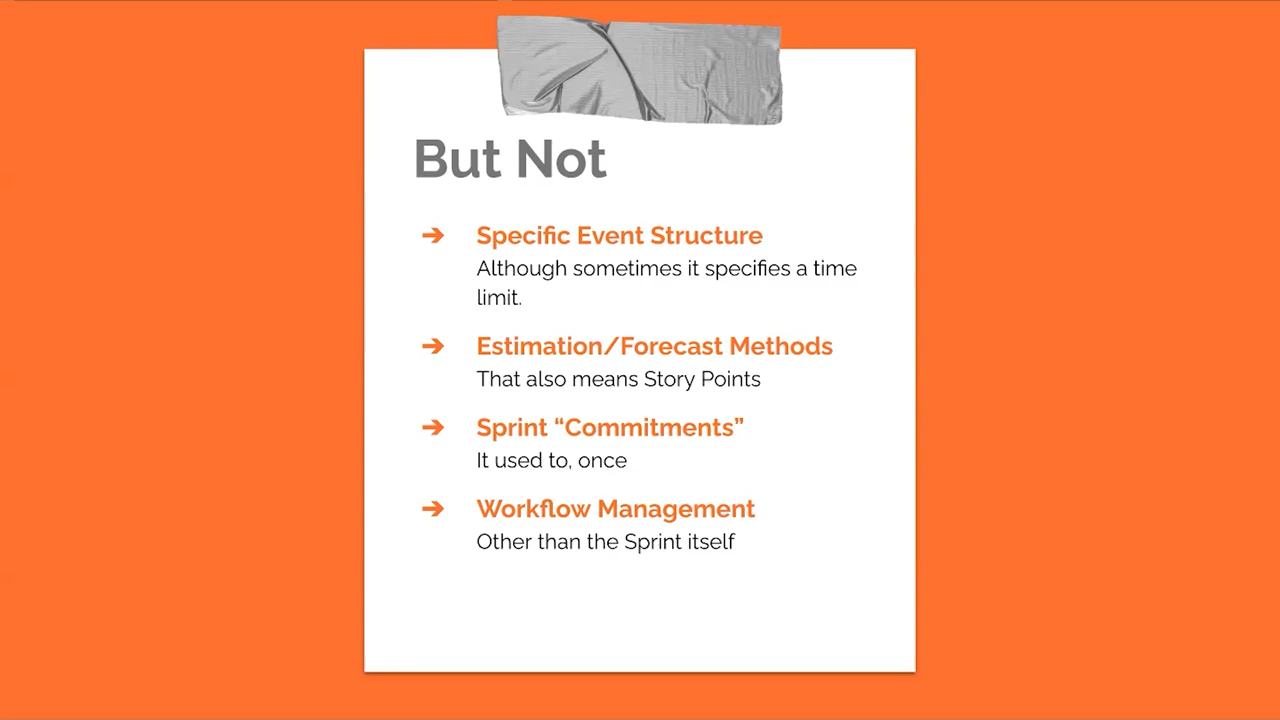 But Not
➔ Specific Event Structure
Although sometimes it specifies a time
limit.
➔ Estimation/Forecast Methods
That also means Story Points
➔ Sprint “Commitments”
It used to, once
➔ Workflow Management
Other than the Sprint itself